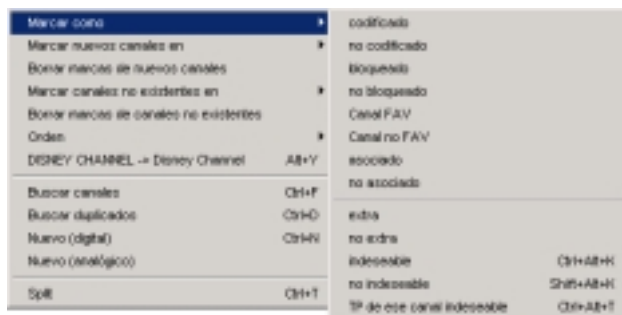 Marcar como
Marcar nuevos canales en
Borrar marcas de nuevos canales
Marcar canales no existentes en
Borrar marcas de canales no existentes
Orden
DISNEY CHANNEL -> Disney Channel Alt+Y
Buscar canales Ctrl+F
Buscar duplicados Ctrl+D
Nuevo (digital) Ctrl+N
Nuevo (analógico)
Split Ctrl+T
codificado
no codificado
bloqueado
no bloqueado
Canal FAV
Canal no FAV
asociado
no asociado
extra
no extra
indeseable Ctrl+Alt+K
no indeseable Shift+Alt+K
TP de ese canal indeseable Ctrl+Alt+T